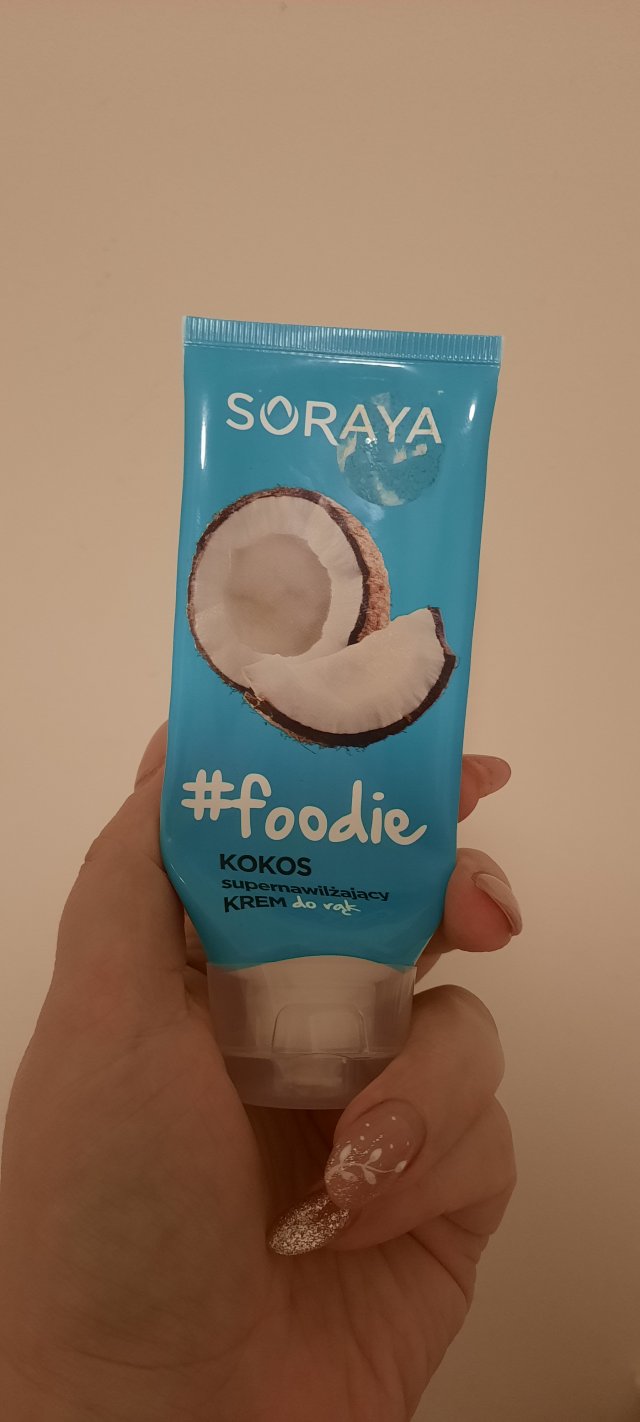 SORAYA
#foodie
KOKOS
supernawilżający
KREM do rąk